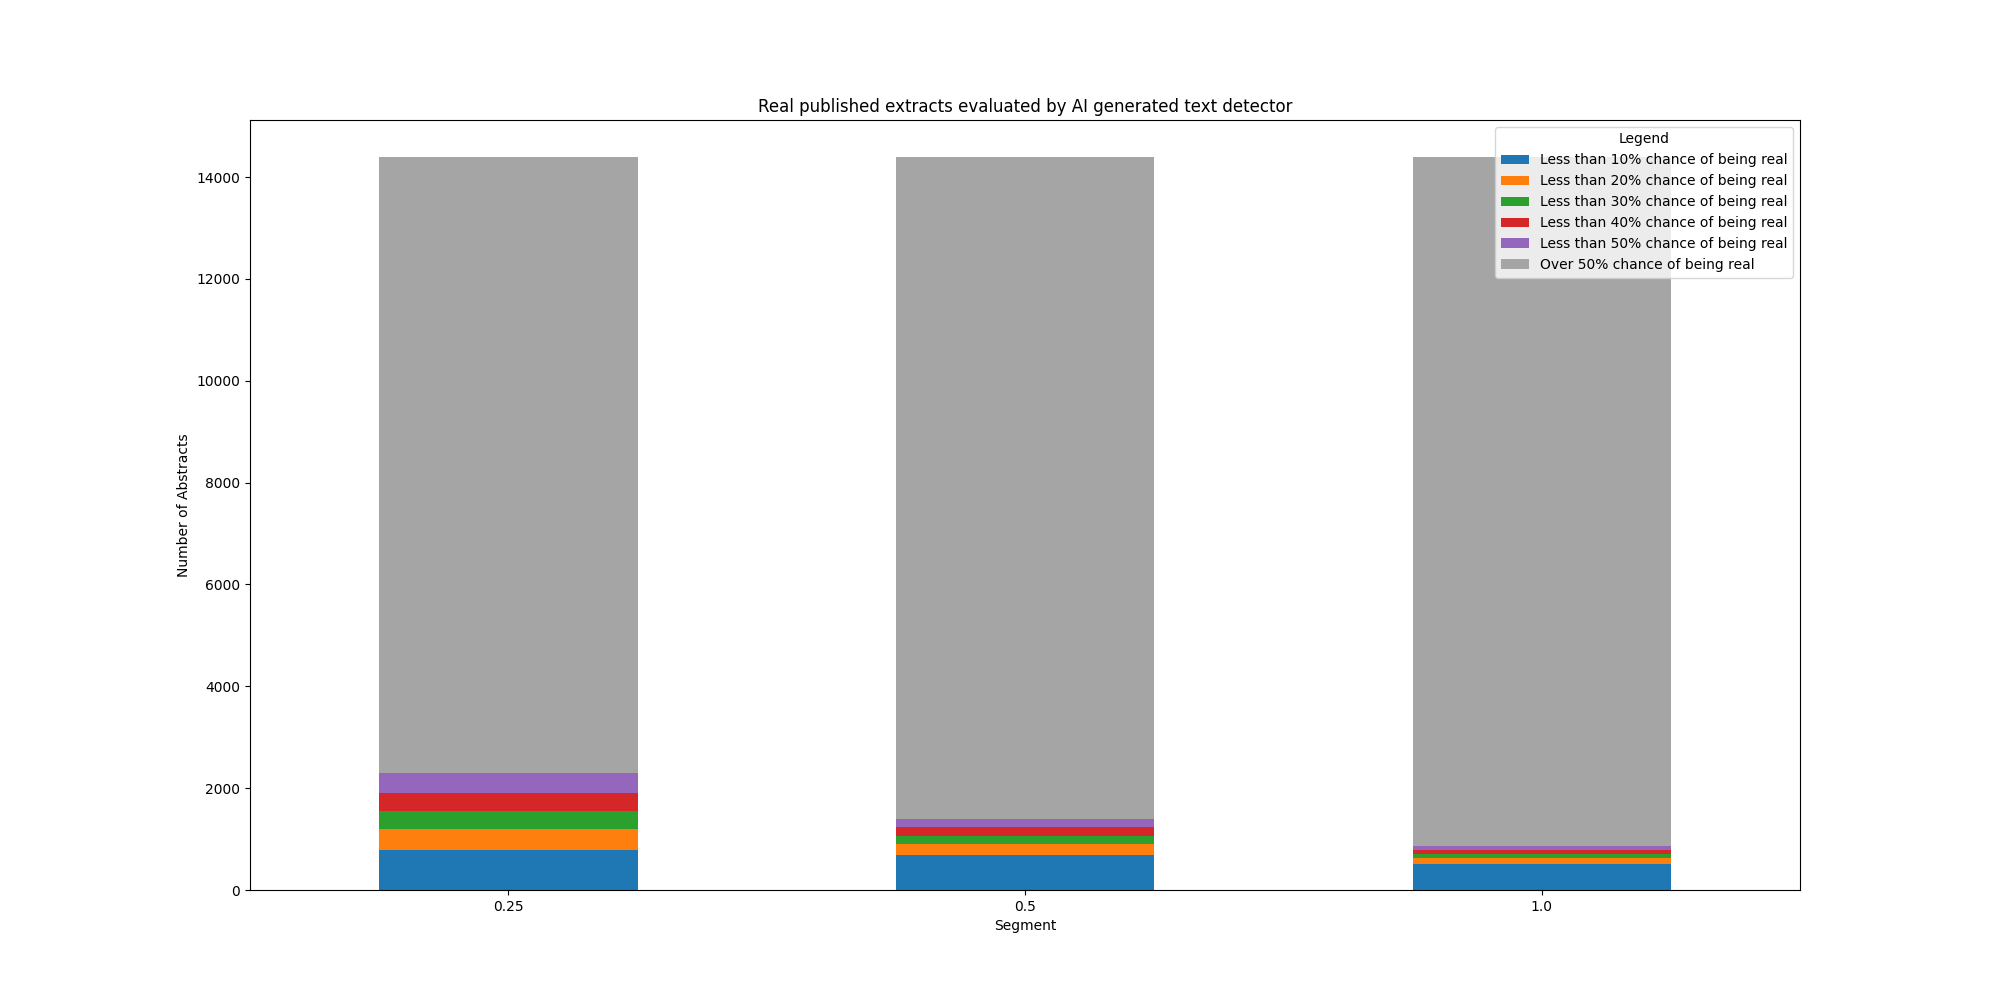 Real published extracts evaluated by AI generated text detector
Legend
Less than 10% chance of being real
Less than 20% chance of being real
Less than 30% chance of being real
Less than 40% chance of being real
Less than 50% chance of being real
Over 50% chance of being real
Number of Abstracts
14000
12000
10000
8000
6000
4000
2000
0
0.25
0.5
1.0
Segment